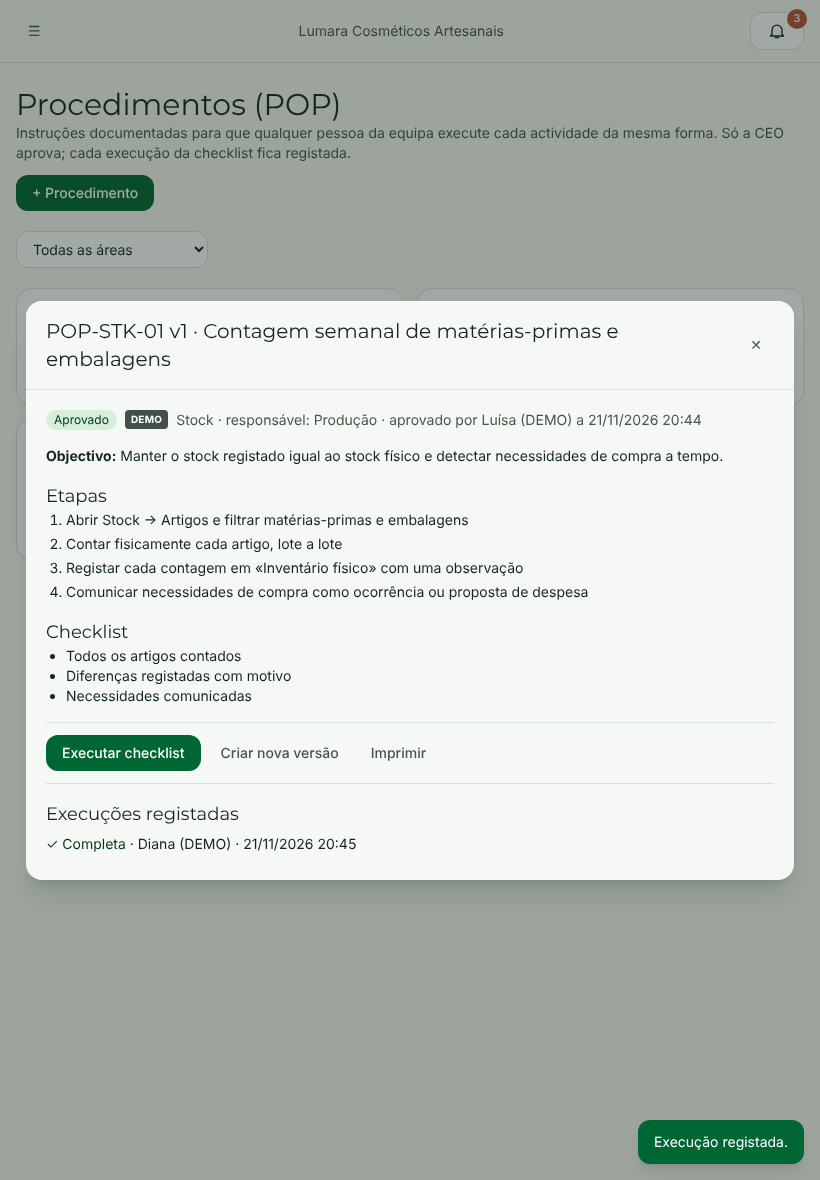 ☰
Lumara Cosméticos Artesanais
3
Procedimentos (POP)
Instruções documentadas para que qualquer pessoa da equipa execute cada actividade da mesma forma. Só a CEO
aprova; cada execução da checklist fica registada.
+ Procedimento
Todas as áreas
POP-STK-01 v1 · Contagem semanal de matérias-primas e
embalagens
×
Aprovado DEMO Stock · responsável: Produção · aprovado por Luísa (DEMO) a 21/11/2026 20:44
Objectivo: Manter o stock registado igual ao stock físico e detectar necessidades de compra a tempo.
Etapas
1. Abrir Stock → Artigos e filtrar matérias-primas e embalagens
2. Contar fisicamente cada artigo, lote a lote
3. Registar cada contagem em «Inventário físico» com uma observação
4. Comunicar necessidades de compra como ocorrência ou proposta de despesa
Checklist
• Todos os artigos contados
• Diferenças registadas com motivo
• Necessidades comunicadas
Executar checklist Criar nova versão Imprimir
Execuções registadas
✓ Completa · Diana (DEMO) · 21/11/2026 20:45
Execução registada.